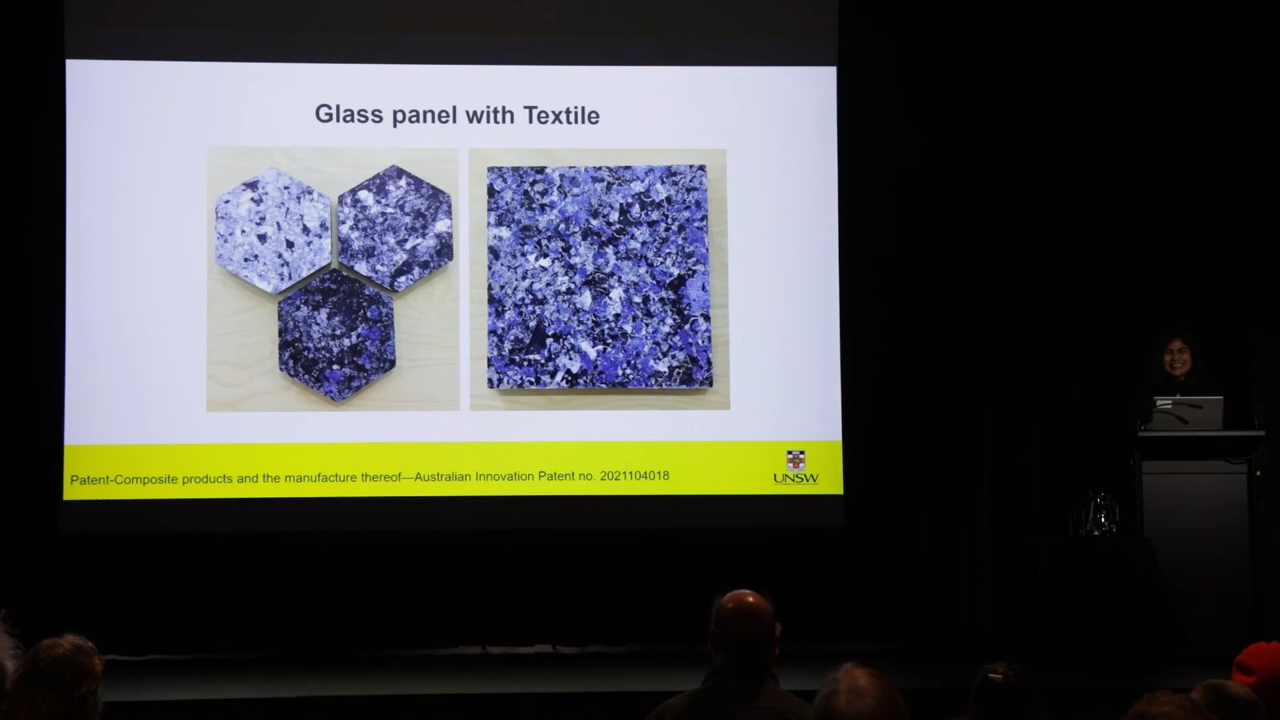 Glass panel with Textile
Patent-Composite products and the manufacture thereof—Australian Innovation Patent no. 2021104018
UNSW